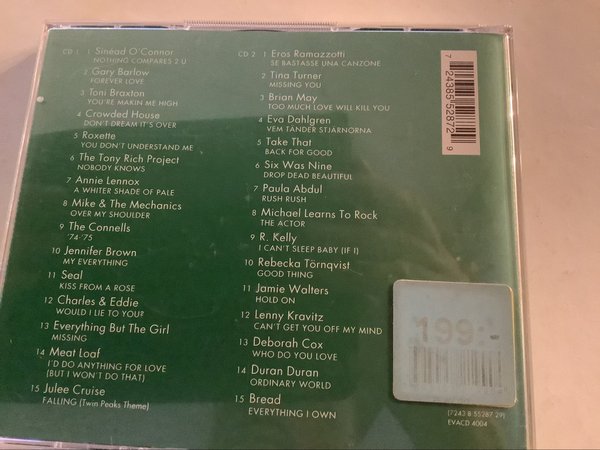 CD 1 1 Sinéad O'Connor
NOTHING COMPARES 2 U
2 Gary Barlow
FOREVER LOVE
3 Toni Braxton
YOU'RE MAKIN ME HIGH
4 Crowded House
DON'T DREAM IT'S OVER
5 Roxette
YOU DON'T UNDERSTAND ME
6 The Tony Rich Project
NOBODY KNOWS
7 Annie Lennox
A WHITER SHADE OF PALE
8 Mike & The Mechanics
OVER MY SHOULDER
9 The Connells
'74-'75
10 Jennifer Brown
MY EVERYTHING
11 Seal
KISS FROM A ROSE
12 Charles & Eddie
WOULD I LIE TO YOU?
13 Everything But The Girl
MISSING
14 Meat Loaf
I'D DO ANYTHING FOR LOVE
(BUT I WON'T DO THAT)
15 Julee Cruise
FALLING (Twin Peaks Theme)
CD 2 1 Eros Ramazzotti
SE BASTASSE UNA CANZONE
2 Tina Turner
MISSING YOU
3 Brian May
TOO MUCH LOVE WILL KILL YOU
4 Eva Dahlgren
VEM TÄNDER STJÄRNORNA
5 Take That
BACK FOR GOOD
6 Six Was Nine
DROP DEAD BEAUTIFUL
7 Paula Abdul
RUSH RUSH
8 Michael Learns To Rock
THE ACTOR
9 R. Kelly
I CAN'T SLEEP BABY (IF I)
10 Rebecka Törnqvist
GOOD THING
11 Jamie Walters
HOLD ON
12 Lenny Kravitz
CAN'T GET YOU OFF MY MIND
13 Deborah Cox
WHO DO YOU LOVE
14 Duran Duran
ORDINARY WORLD
15 Bread
EVERYTHING I OWN
7 24385 52872 9
199:-
(7243 8 55287-29)
EVACD 4004